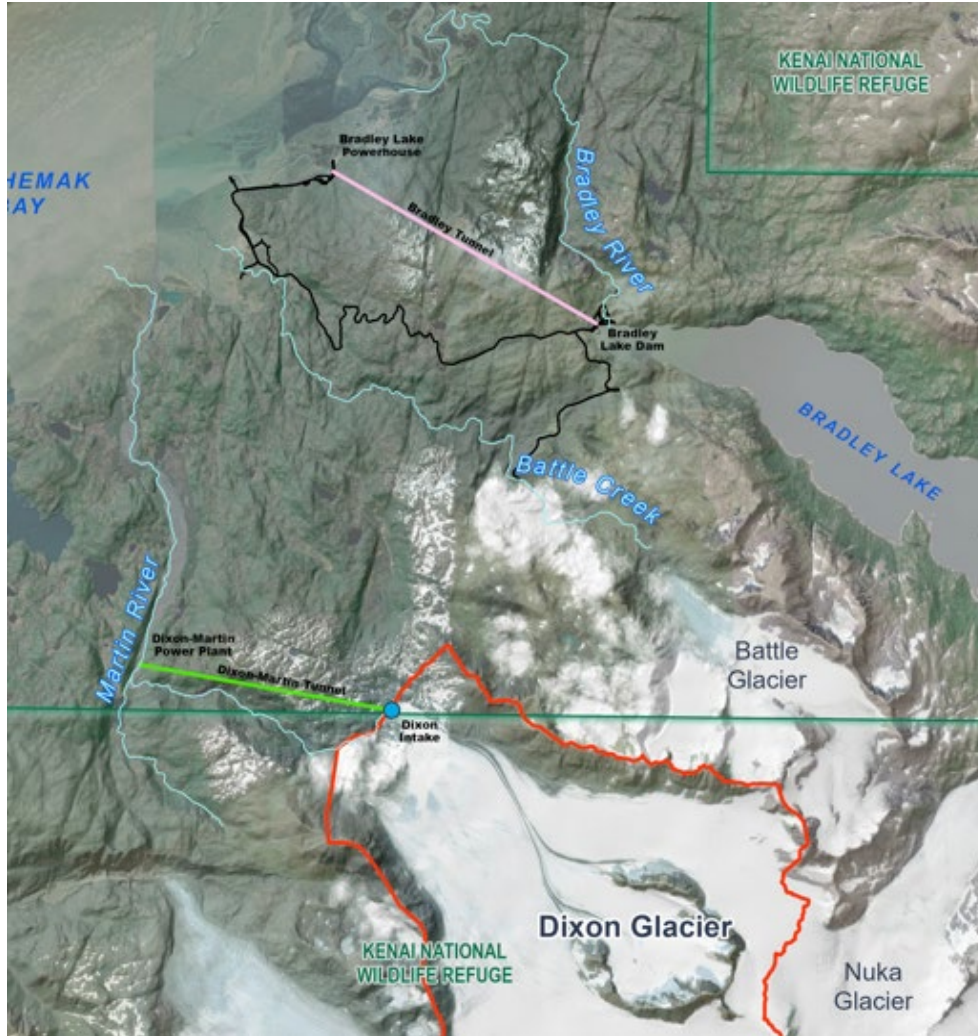 KENAI NATIONAL
WILDLIFE REFUGE
Bradley Lake
Powerhouse
HEMAK
BAY
Bradley Tunnel
Bradley River
Bradley
Lake Dam
BRADLEY LAKE
Battle Creek
Martin River
Dixon-Martin
Power Plant
Dixon-Martin Tunnel
Battle
Glacier
Dixon
Intake
Dixon Glacier
KENAI NATIONAL
WILDLIFE REFUGE
Nuka
Glacier